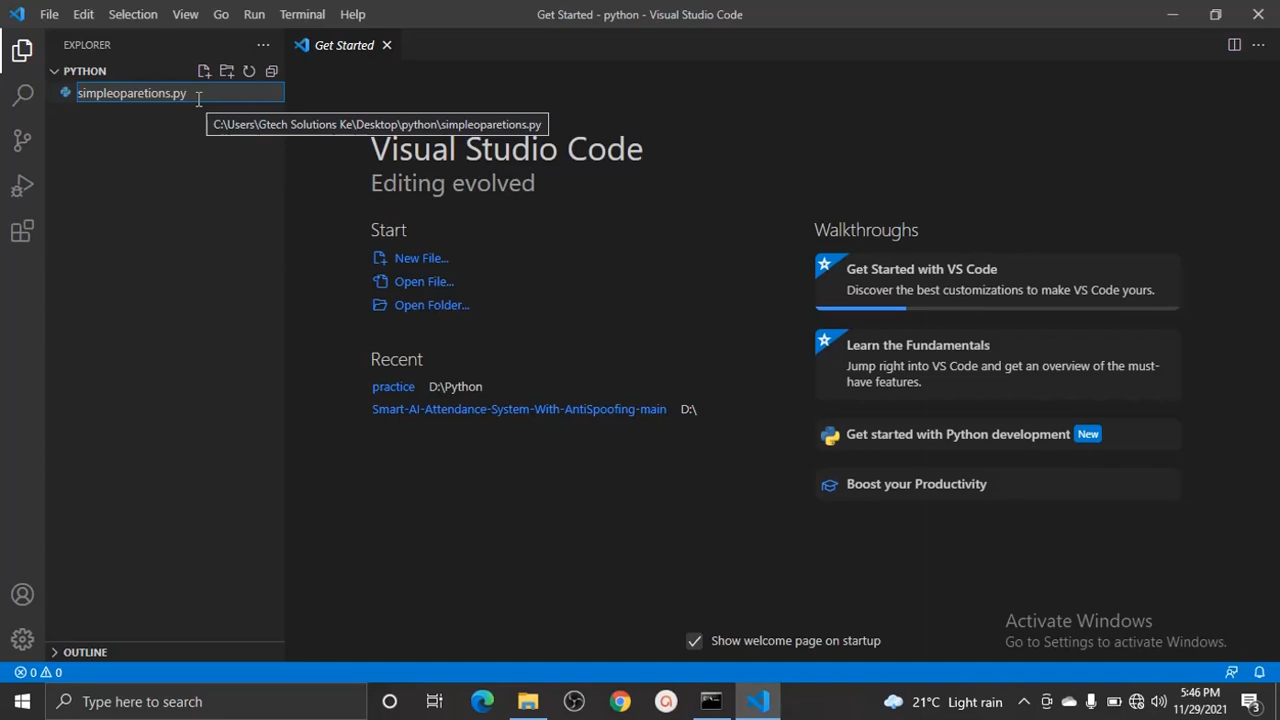 File Edit Selection View Go Run Terminal Help
Get Started - python - Visual Studio Code
EXPLORER
Get Started
PYTHON
simpleoparetions.py
C:\Users\Gtech Solutions Ke\Desktop\python\simpleoparetions.py
Visual Studio Code
Editing evolved
Start
New File...
Open File...
Open Folder...
Recent
practice D:\Python
Smart-AI-Attendance-System-With-AntiSpoofing-main D:\
Walkthroughs
Get Started with VS Code
Discover the best customizations to make VS Code yours.
Learn the Fundamentals
Jump right into VS Code and get an overview of the must-
have features.
Get started with Python development New
Boost your Productivity
Activate Windows
Go to Settings to activate Windows.
Show welcome page on startup
OUTLINE
0 0
Type here to search
21°C Light rain
5:46 PM
11/29/2021
3